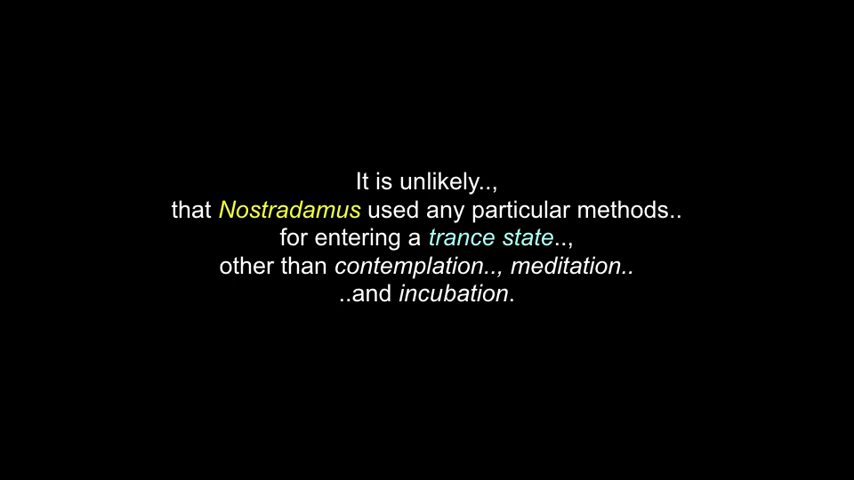 It is unlikely..,
that Nostradamus used any particular methods..
for entering a trance state..,
other than contemplation.., meditation..
..and incubation.